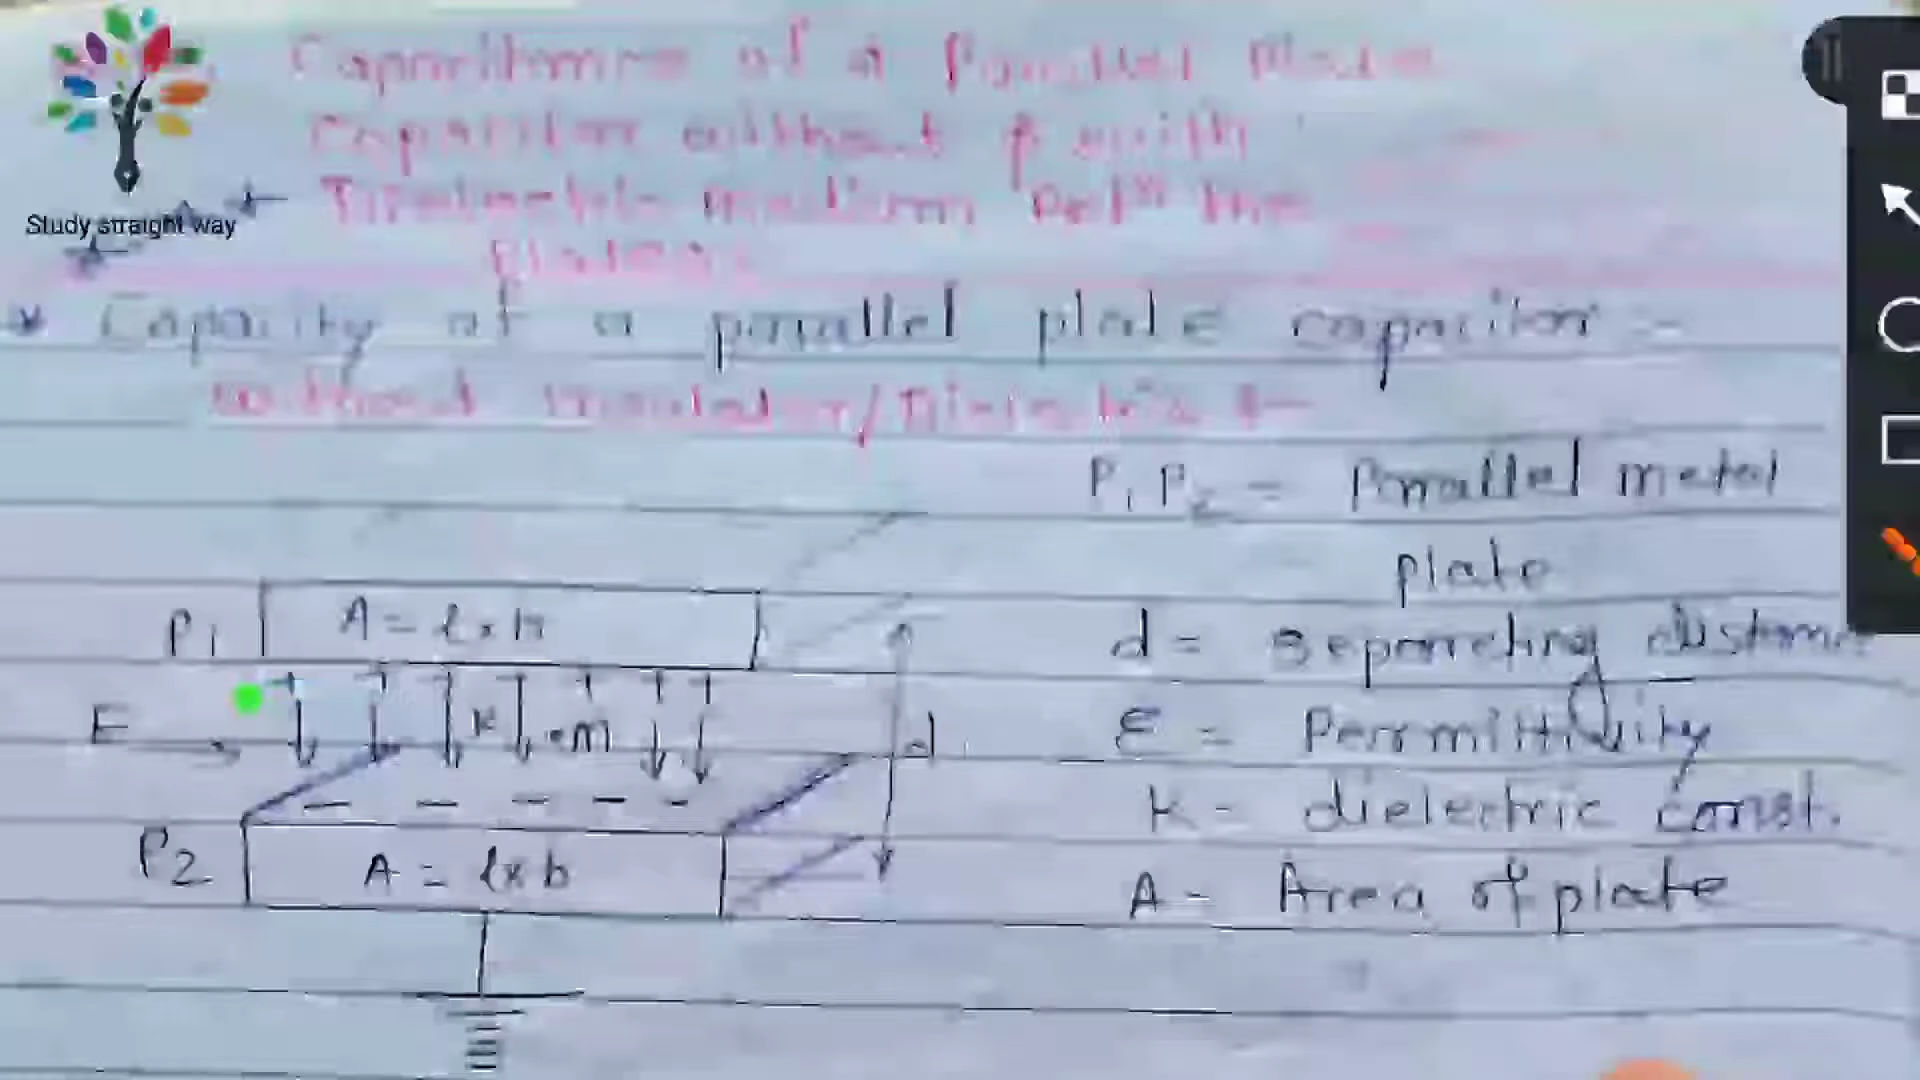 Study straight way
Capacitance of a Parallel Plate
Capacitor without & with
Dielectric medium betn the
Plates:
* Capacity of a parallel plate capacitor :-
without insulator/Dielectric :-
P1 P2 = Parallel metal
plate
P1 A = l x b
d = separating distance
E K m d
ε = Permittivity
K - dielectric const.
P2 A = l x b
A - Area of plate